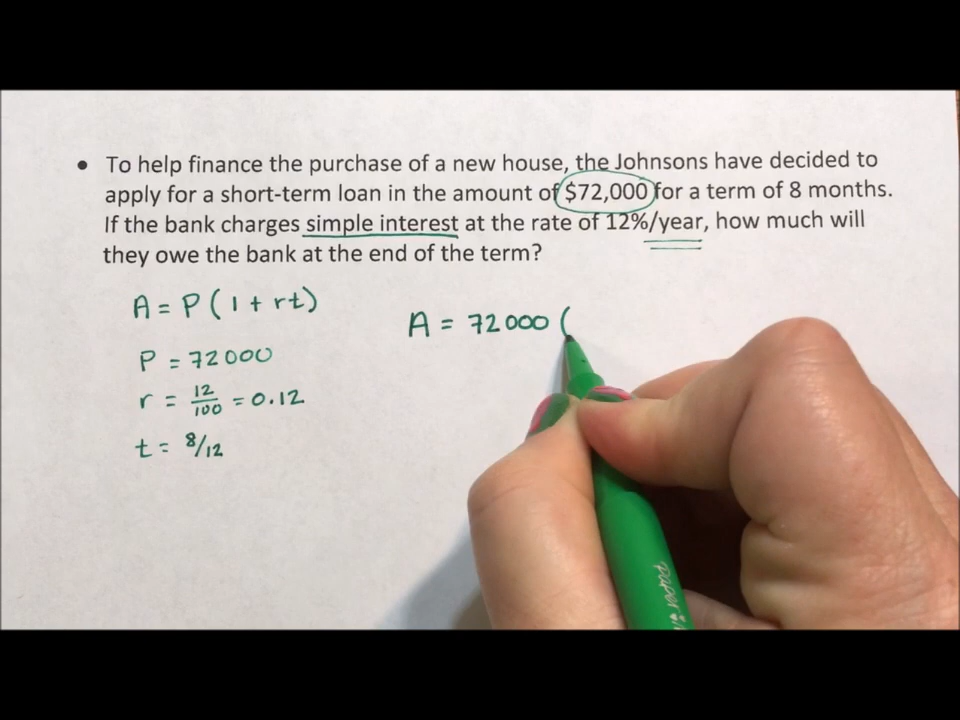 • To help finance the purchase of a new house, the Johnsons have decided to
apply for a short-term loan in the amount of $72,000 for a term of 8 months.
If the bank charges simple interest at the rate of 12%/year, how much will
they owe the bank at the end of the term?
A = P ( 1 + rt )
P = 72000
r = 12/100 = 0.12
t = 8/12
A = 72000 (